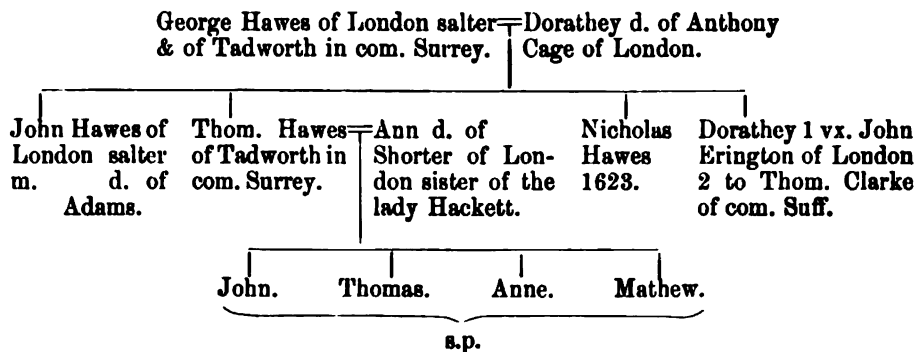 George Hawes of London salter
& of Tadworth in com. Surrey.
Dorathey d. of Anthony
Cage of London.
John Hawes of
London salter
m. d. of
Adams.
Thom. Hawes
of Tadworth in
com. Surrey.
Ann d. of
Shorter of Lon-
don sister of the
lady Hackett.
Nicholas
Hawes
1623.
Dorathey 1 vx. John
Erington of London
2 to Thom. Clarke
of com. Suff.
John. Thomas. Anne. Mathew.
s.p.